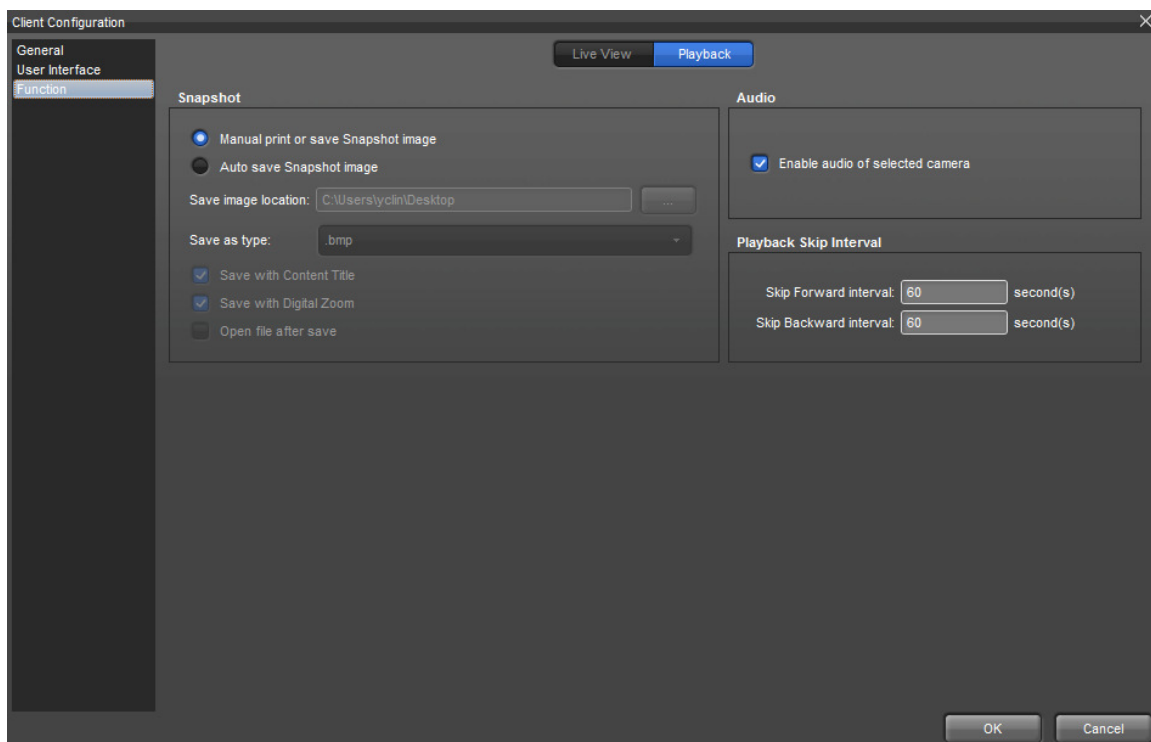 Client Configuration
General
User Interface
Function
Live View
Playback
Snapshot
Manual print or save Snapshot image
Auto save Snapshot image
Save image location: C:\Users\yclin\Desktop ...
Save as type: .bmp
Save with Content Title
Save with Digital Zoom
Open file after save
Audio
Enable audio of selected camera
Playback Skip Interval
Skip Forward interval: 60 second(s)
Skip Backward interval: 60 second(s)
OK
Cancel